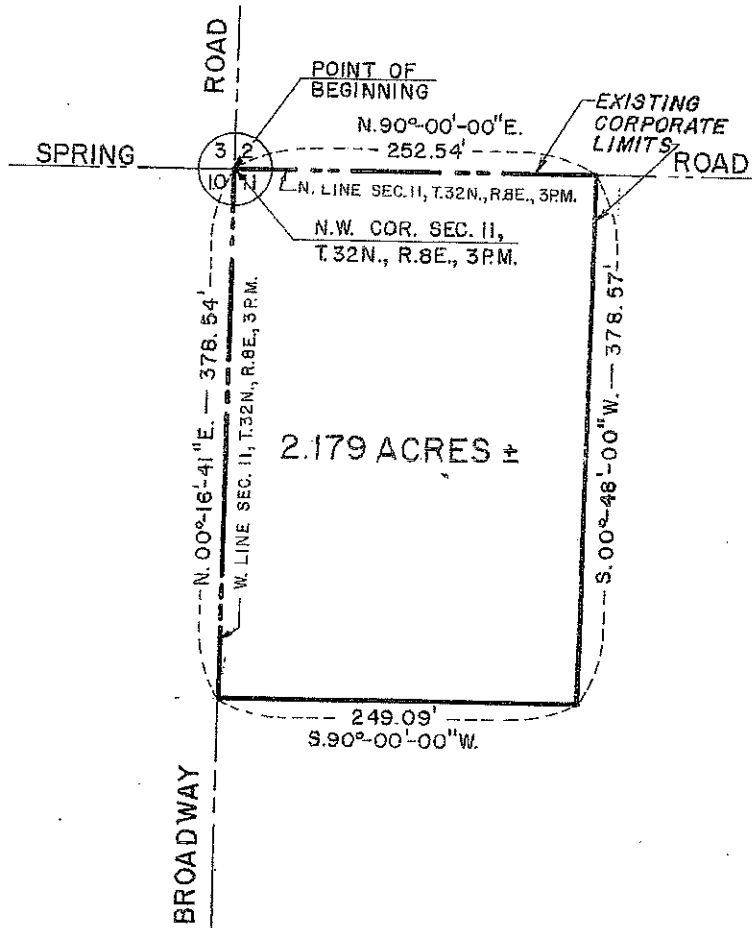 ROAD
POINT OF
BEGINNING
N.90°-00'-00"E.
252.54'
EXISTING
CORPORATE
LIMITS
SPRING
3 2
10 11
ROAD
N. LINE SEC. 11, T.32N., R.8E., 3P.M.
N.W. COR. SEC. 11,
T.32N., R.8E., 3P.M.
N. 00°-16'-41"E. — 378.54'
W. LINE SEC. 11, T.32N., R.8E., 3P.M.
2.179 ACRES ±
S. 00°-48'-00"W. — 378.57'
249.09'
S.90°-00'-00"W.
BROADWAY